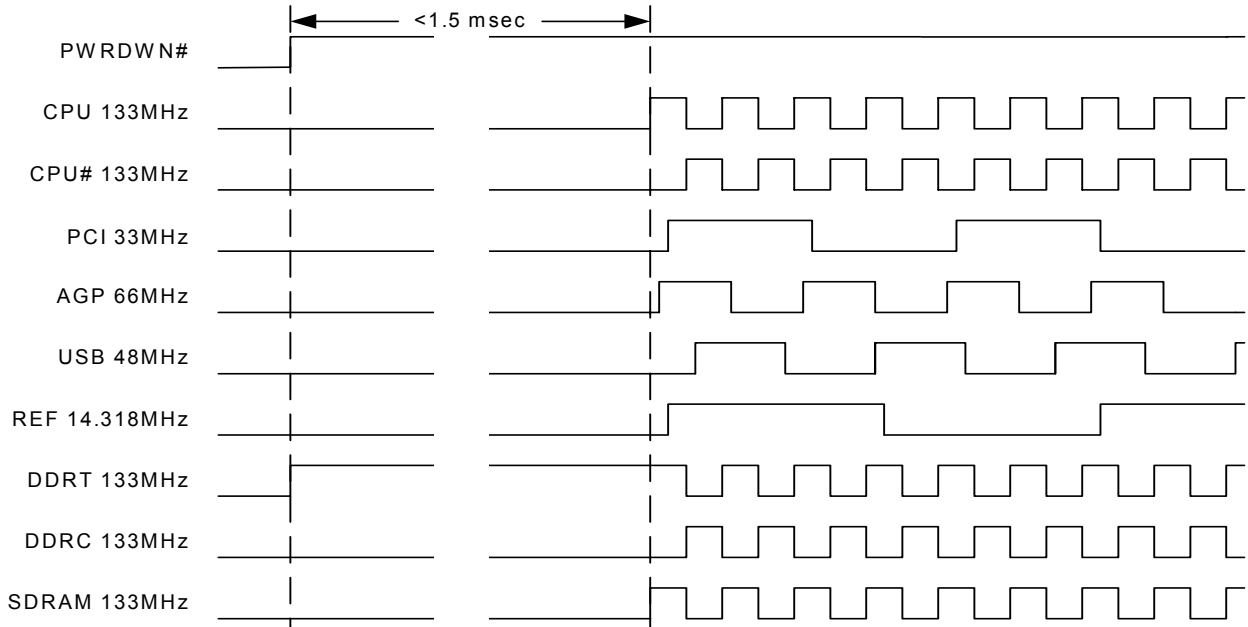 <1.5 msec
PWRDWN#
CPU 133MHz
CPU# 133MHz
PCI 33MHz
AGP 66MHz
USB 48MHz
REF 14.318MHz
DDRT 133MHz
DDRC 133MHz
SDRAM 133MHz